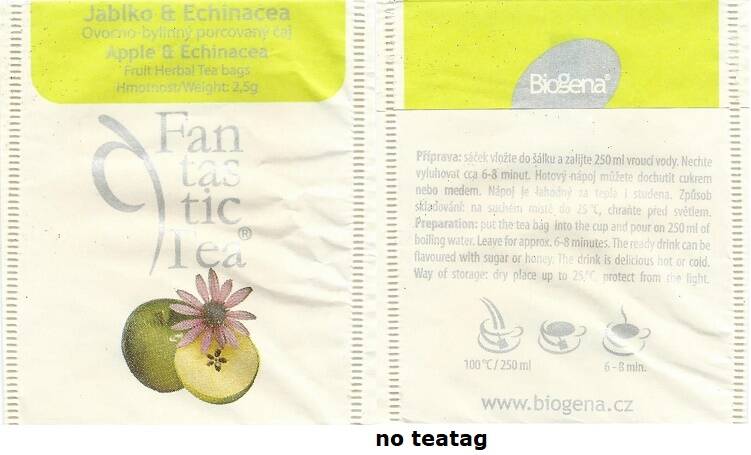 Jablko & Echinacea
Ovocno-bylinný porcovaný čaj
Apple & Echinacea
Fruit Herbal Tea bags
Hmotnost/Weight: 2,5g
Fan
tas
tic
Tea®
Biogena®
Příprava: sáček vložte do šálku a zalijte 250 ml vroucí vody. Nechte
vyluhovat cca 6-8 minut. Hotový nápoj můžete dochutit cukrem
nebo medem. Nápoj je lahodný za tepla i studena. Způsob
skladování: na suchém místě do 25°C, chraňte před světlem.
Preparation: put the tea bag into the cup and pour on 250 ml of
boiling water. Leave for approx. 6-8 minutes. The ready drink can be
flavoured with sugar or honey. The drink is delicious hot or cold.
Way of storage: dry place up to 25°C, protect from the light.
100 °C / 250 ml
6 - 8 min.
www.biogena.cz
no teatag